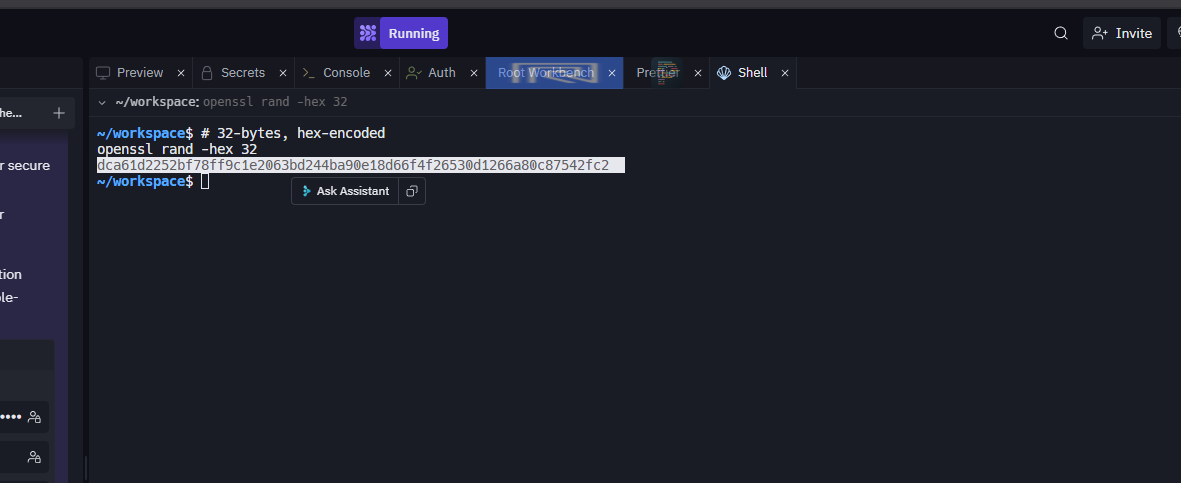 Running
Invite
Preview × Secrets × Console × Auth × Root Workbench × Prettier × Shell ×
he... +
~/workspace: openssl rand -hex 32
~/workspace$ # 32-bytes, hex-encoded
openssl rand -hex 32
r secure
dca61d2252bf78ff9c1e2063bd244ba90e18d66f4f26530d1266a80c87542fc2
~/workspace$
Ask Assistant
r
tion
le-
••••